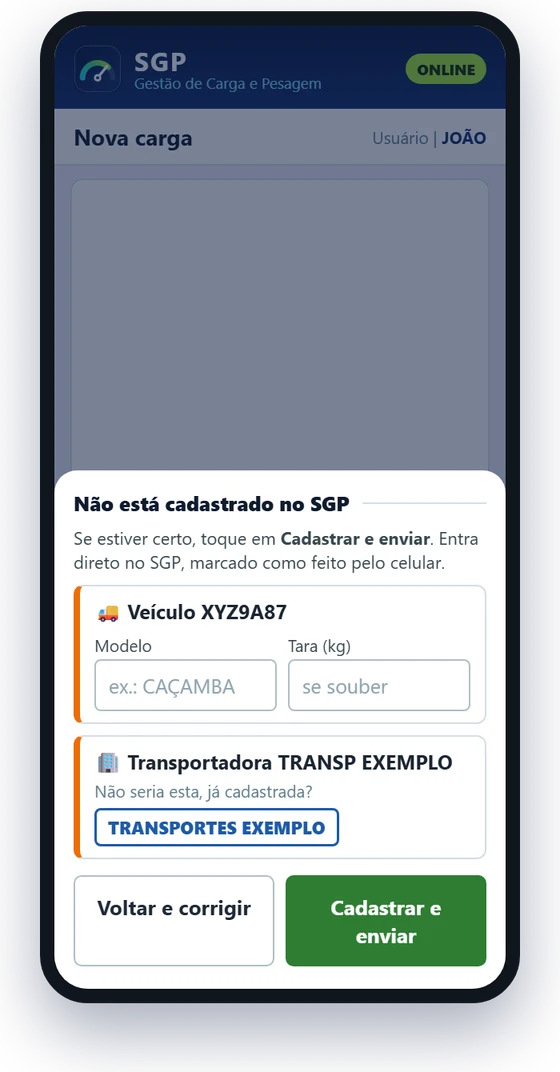 SGP
Gestão de Carga e Pesagem
ONLINE
Nova carga
Usuário | JOÃO
Não está cadastrado no SGP
Se estiver certo, toque em Cadastrar e enviar. Entra
direto no SGP, marcado como feito pelo celular.
Veículo XYZ9A87
Modelo
Tara (kg)
ex.: CAÇAMBA
se souber
Transportadora TRANSP EXEMPLO
Não seria esta, já cadastrada?
TRANSPORTES EXEMPLO
Voltar e corrigir
Cadastrar e
enviar